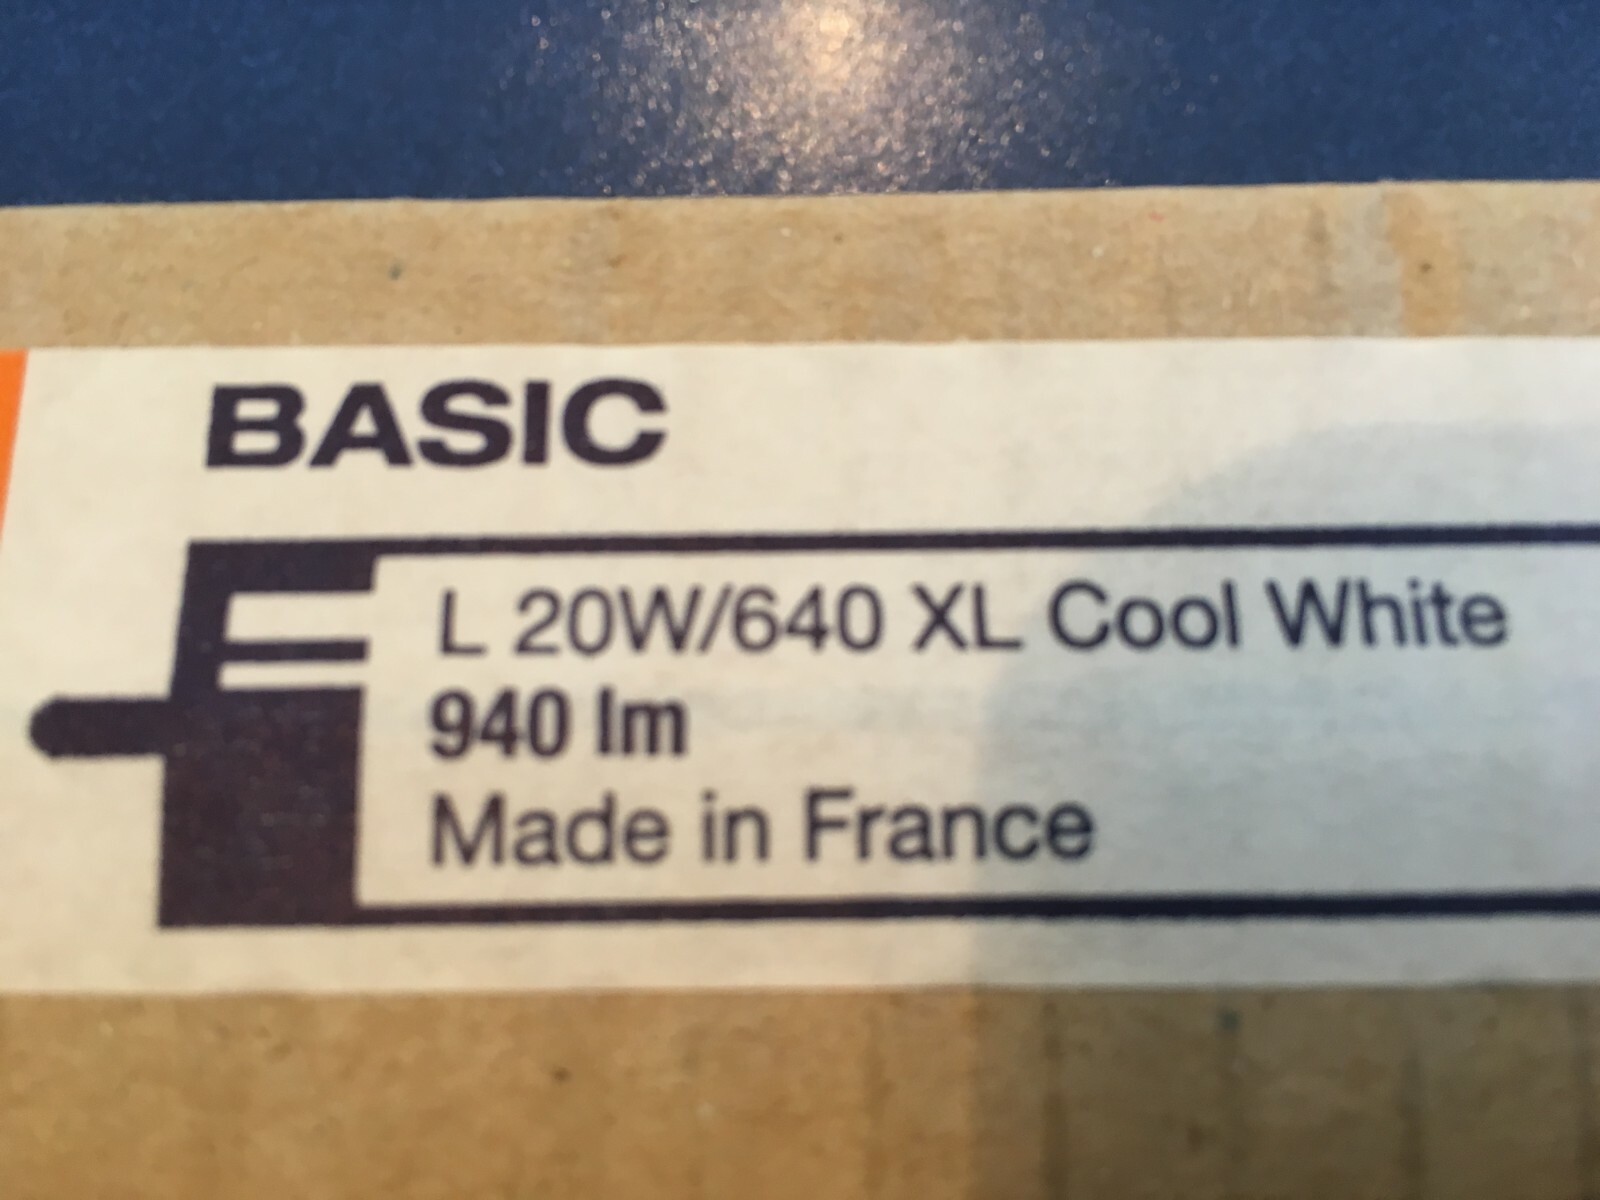 BASIC
L 20W/640 XL Cool White
940 lm
Made in France